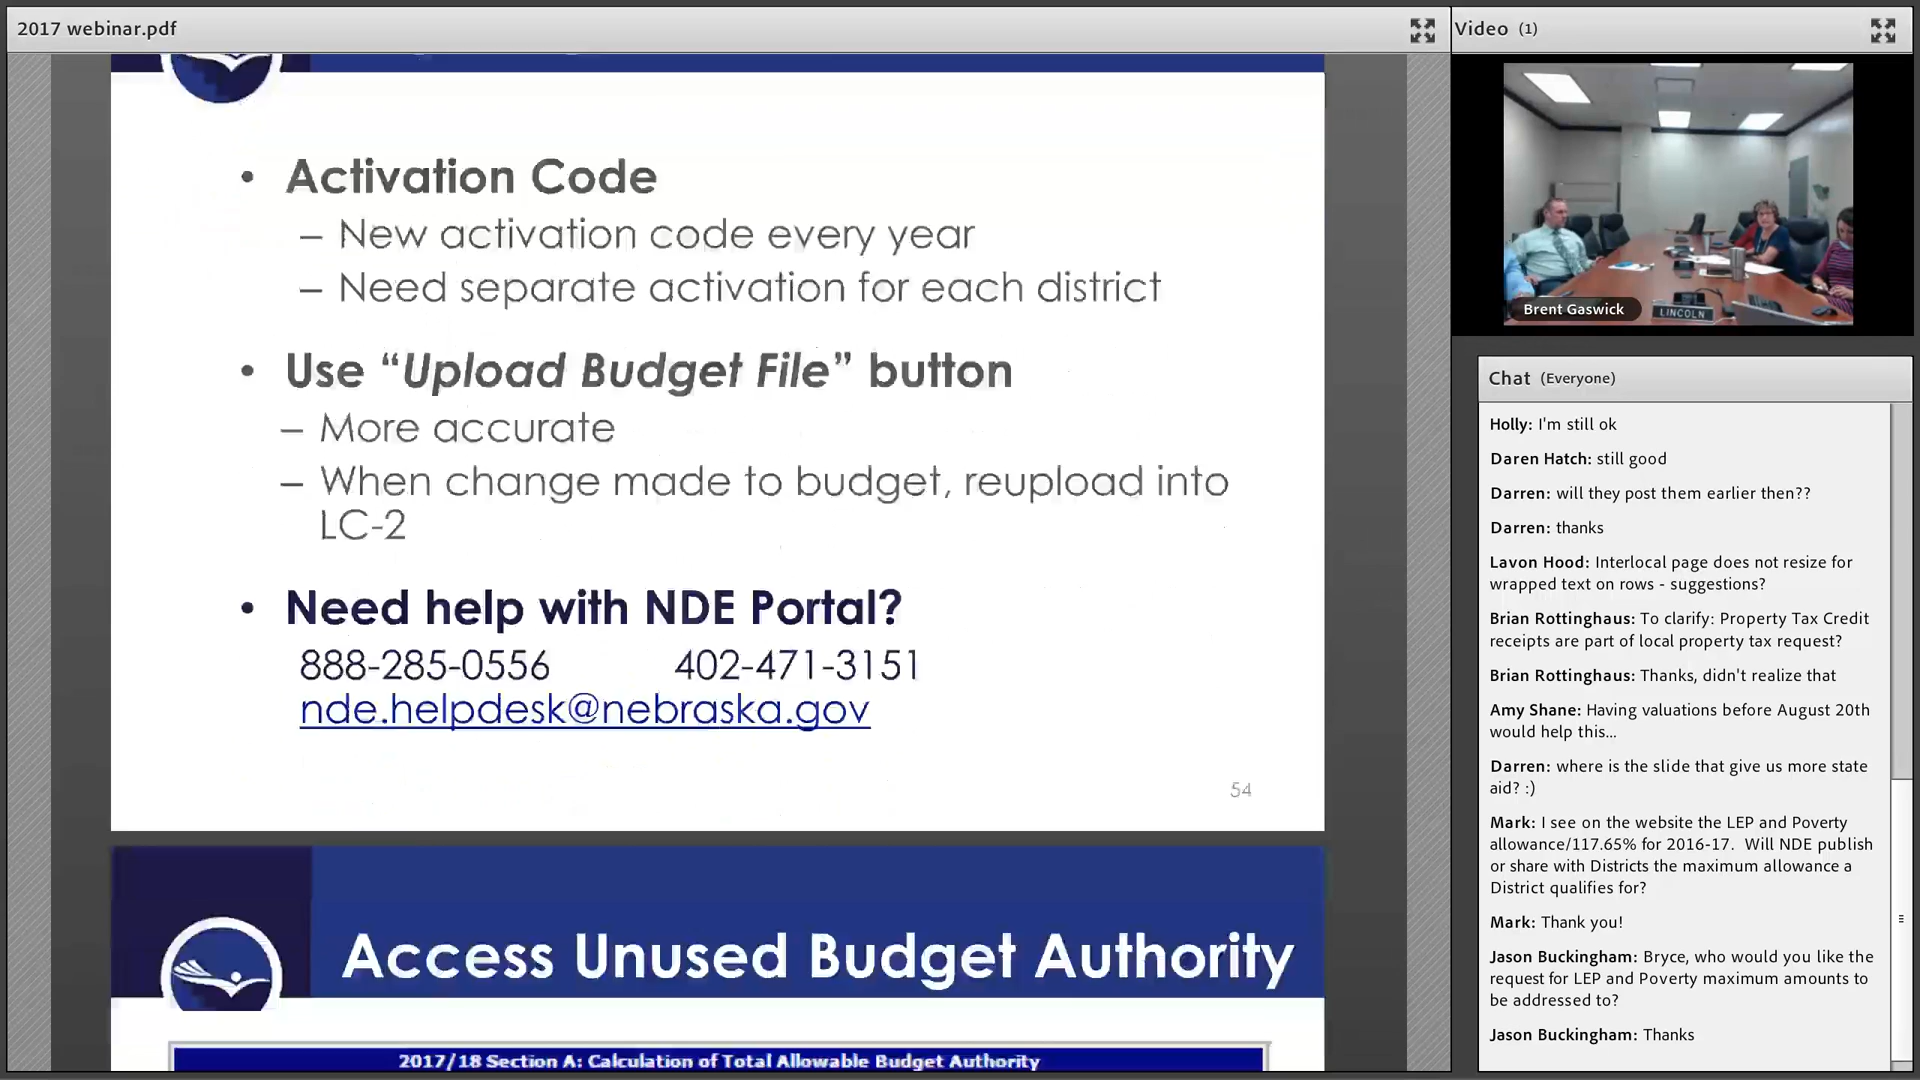 2017 webinar.pdf
• Activation Code
– New activation code every year
– Need separate activation for each district
• Use “Upload Budget File” button
– More accurate
– When change made to budget, reupload into
LC-2
• Need help with NDE Portal?
888-285-0556 402-471-3151
nde.helpdesk@nebraska.gov
54
Access Unused Budget Authority
2017/18 Section A: Calculation of Total Allowable Budget Authority
Video (1)
Brent Gaswick
LINCOLN
Chat (Everyone)
Holly: I'm still ok
Daren Hatch: still good
Darren: will they post them earlier then??
Darren: thanks
Lavon Hood: Interlocal page does not resize for
wrapped text on rows - suggestions?
Brian Rottinghaus: To clarify: Property Tax Credit
receipts are part of local property tax request?
Brian Rottinghaus: Thanks, didn't realize that
Amy Shane: Having valuations before August 20th
would help this...
Darren: where is the slide that give us more state
aid? :)
Mark: I see on the website the LEP and Poverty
allowance/117.65% for 2016-17. Will NDE publish
or share with Districts the maximum allowance a
District qualifies for?
Mark: Thank you!
Jason Buckingham: Bryce, who would you like the
request for LEP and Poverty maximum amounts to
be addressed to?
Jason Buckingham: Thanks